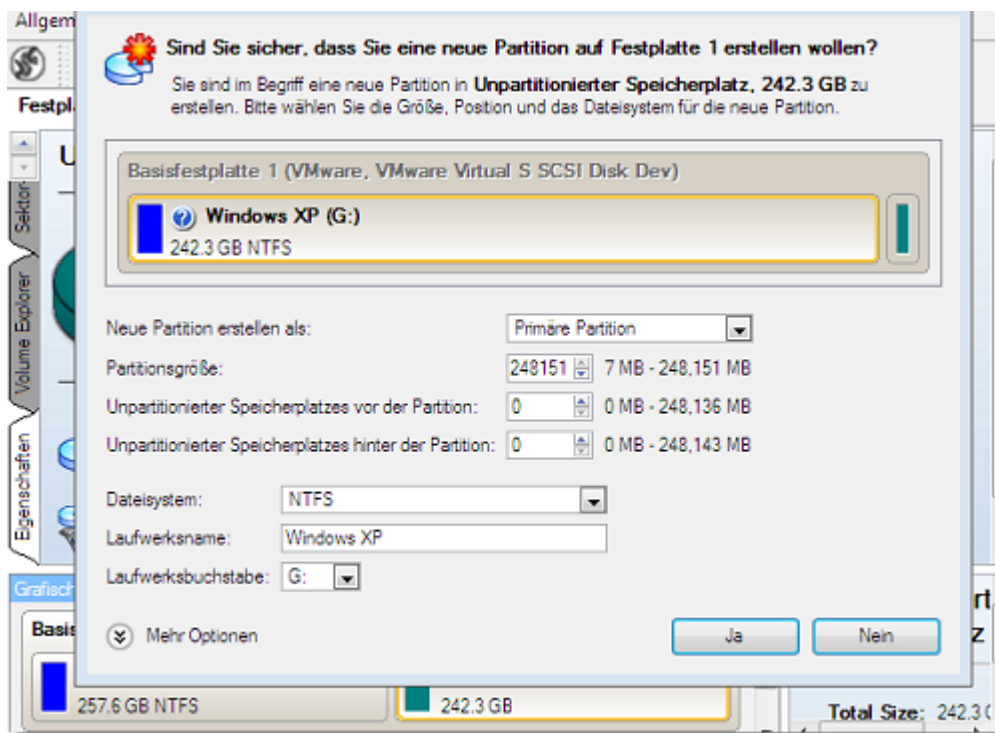 Allgem
Sind Sie sicher, dass Sie eine neue Partition auf Festplatte 1 erstellen wollen?
Sie sind im Begriff eine neue Partition in Unpartitionierter Speicherplatz, 242.3 GB zu
erstellen. Bitte wählen Sie die Größe, Position und das Dateisystem für die neue Partition.
Festpl
U
Basisfestplatte 1 (VMware, VMware Virtual S SCSI Disk Dev)
Windows XP (G:)
242.3 GB NTFS
Sektor-
Volume Explorer
Eigenschaften
Neue Partition erstellen als: Primäre Partition
Partitionsgröße: 248151 7 MB - 248,151 MB
Unpartitionierter Speicherplatzes vor der Partition: 0 0 MB - 248,136 MB
Unpartitionierter Speicherplatzes hinter der Partition: 0 0 MB - 248,143 MB
Dateisystem: NTFS
Laufwerksname: Windows XP
Laufwerksbuchstabe: G:
Mehr Optionen Ja Nein
Grafisch
Basis
257.6 GB NTFS
242.3 GB
rt
z
Total Size: 242.3